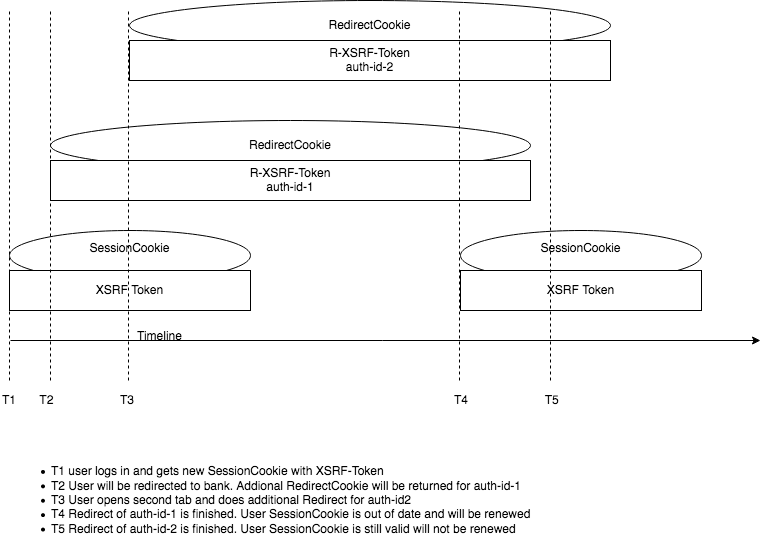 RedirectCookie
R-XSRF-Token
auth-id-2
RedirectCookie
R-XSRF-Token
auth-id-1
SessionCookie
XSRF Token
SessionCookie
XSRF Token
Timeline
T1
T2
T3
T4
T5
• T1 user logs in and gets new SessionCookie with XSRF-Token
• T2 User will be redirected to bank. Addional RedirectCookie will be returned for auth-id-1
• T3 User opens second tab and does additional Redirect for auth-id2
• T4 Redirect of auth-id-1 is finished. User SessionCookie is out of date and will be renewed
• T5 Redirect of auth-id-2 is finished. User SessionCookie is still valid will not be renewed